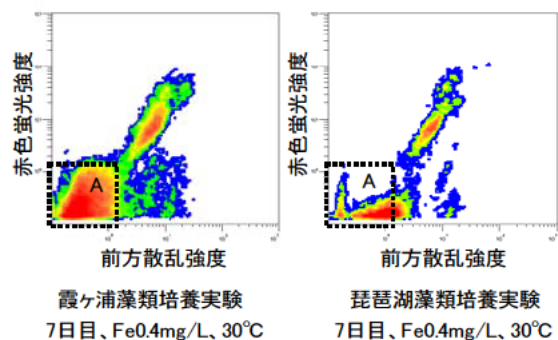 赤色蛍光強度
A
前方散乱強度
霞ヶ浦藻類培養実験
7日目、Fe0.4mg/L、30℃
赤色蛍光強度
A
前方散乱強度
琵琶湖藻類培養実験
7日目、Fe0.4mg/L、30℃